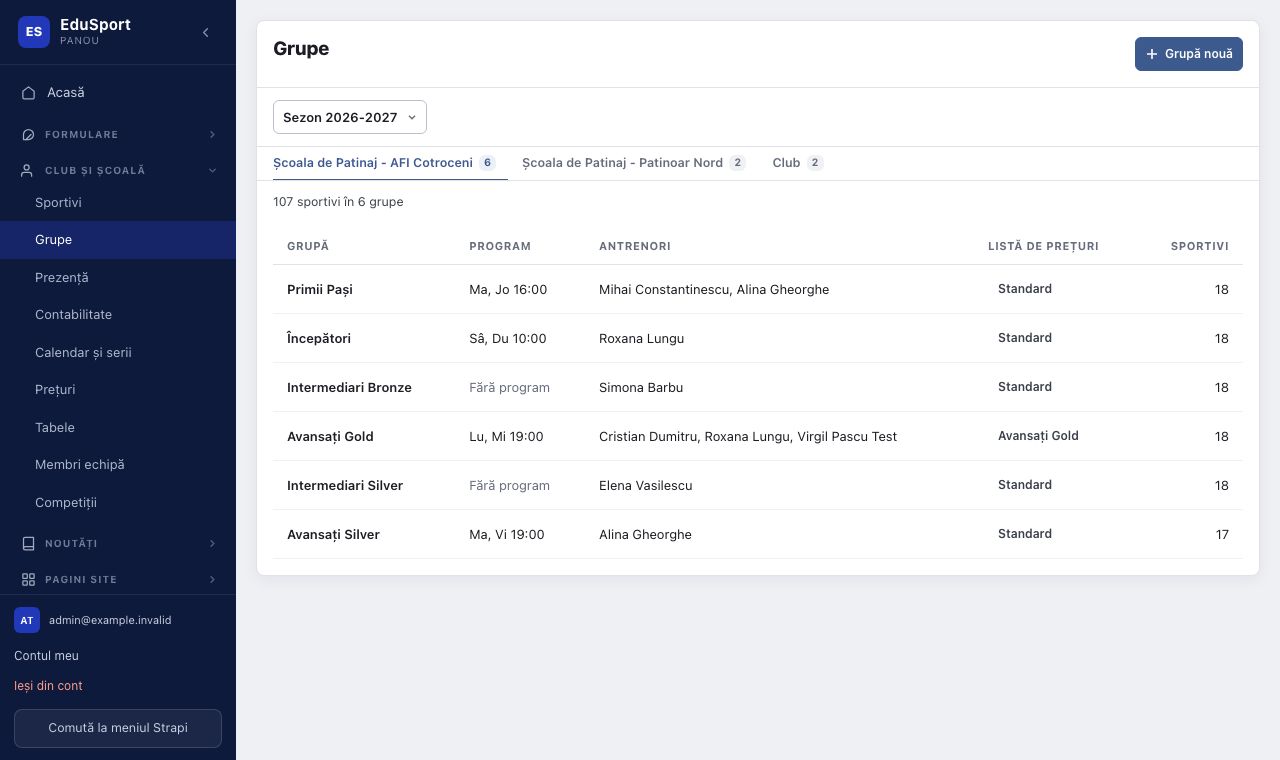 ES
EduSport
PANOU
Acasă
FORMULARE
CLUB ȘI ȘCOALĂ
Sportivi
Grupe
Prezență
Contabilitate
Calendar și serii
Prețuri
Tabele
Membri echipă
Competiții
NOUTĂȚI
PAGINI SITE
AT admin@example.invalid
Contul meu
Ieși din cont
Comută la meniul Strapi
Grupe
+ Grupă nouă
Sezon 2026-2027
Școala de Patinaj - AFI Cotroceni 6 Școala de Patinaj - Patinoar Nord 2 Club 2
107 sportivi în 6 grupe
GRUPĂ PROGRAM ANTRENORI LISTĂ DE PREȚURI SPORTIVI
Primii Pași Ma, Jo 16:00 Mihai Constantinescu, Alina Gheorghe Standard 18
Începători Sâ, Du 10:00 Roxana Lungu Standard 18
Intermediari Bronze Fără program Simona Barbu Standard 18
Avansați Gold Lu, Mi 19:00 Cristian Dumitru, Roxana Lungu, Virgil Pascu Test Avansați Gold 18
Intermediari Silver Fără program Elena Vasilescu Standard 18
Avansați Silver Ma, Vi 19:00 Alina Gheorghe Standard 17